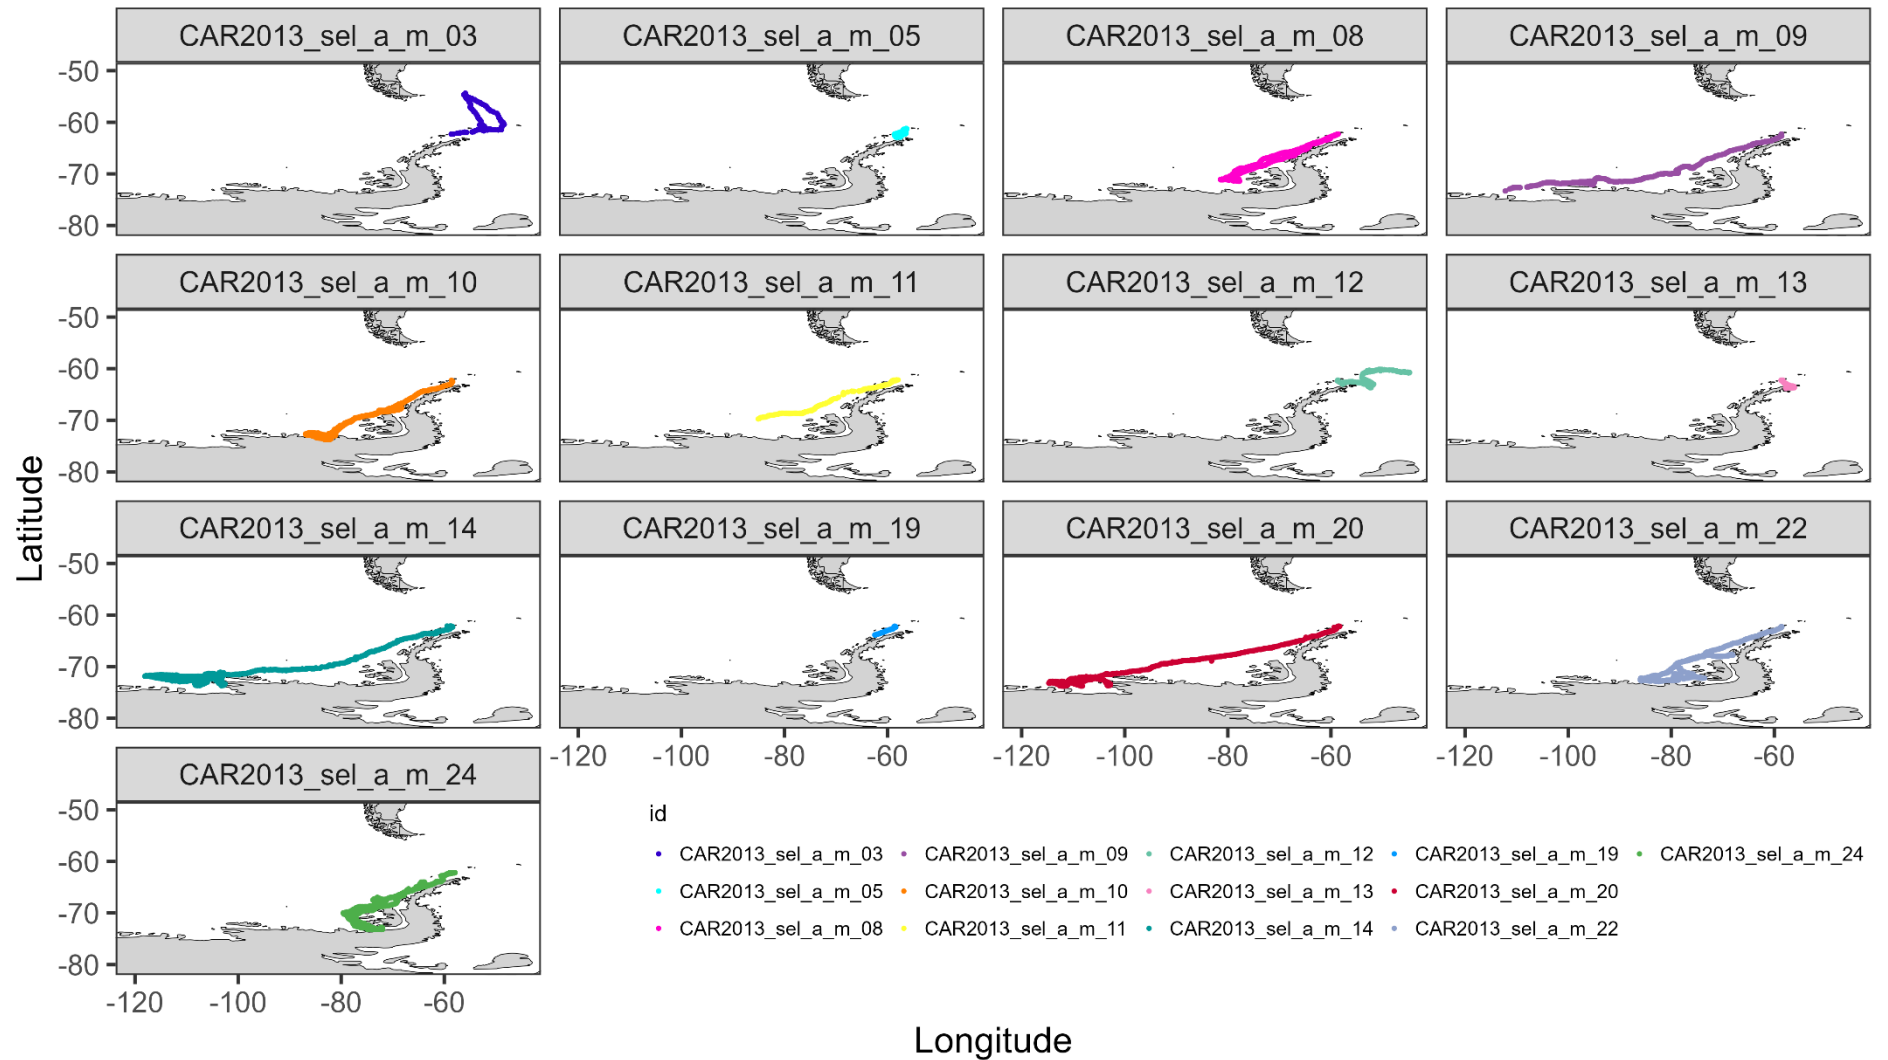 CAR2013_sel_a_m_03 CAR2013_sel_a_m_05 CAR2013_sel_a_m_08 CAR2013_sel_a_m_09
-50
-60
-70
-80
CAR2013_sel_a_m_10 CAR2013_sel_a_m_11 CAR2013_sel_a_m_12 CAR2013_sel_a_m_13
-50
-60
-70
-80
Latitude
CAR2013_sel_a_m_14 CAR2013_sel_a_m_19 CAR2013_sel_a_m_20 CAR2013_sel_a_m_22
-50
-60
-70
-80
-120 -100 -80 -60 -120 -100 -80 -60 -120 -100 -80 -60
CAR2013_sel_a_m_24
-50
-60
-70
-80
-120 -100 -80 -60
id
CAR2013_sel_a_m_03 CAR2013_sel_a_m_09 CAR2013_sel_a_m_12 CAR2013_sel_a_m_19 CAR2013_sel_a_m_24
CAR2013_sel_a_m_05 CAR2013_sel_a_m_10 CAR2013_sel_a_m_13 CAR2013_sel_a_m_20
CAR2013_sel_a_m_08 CAR2013_sel_a_m_11 CAR2013_sel_a_m_14 CAR2013_sel_a_m_22
Longitude